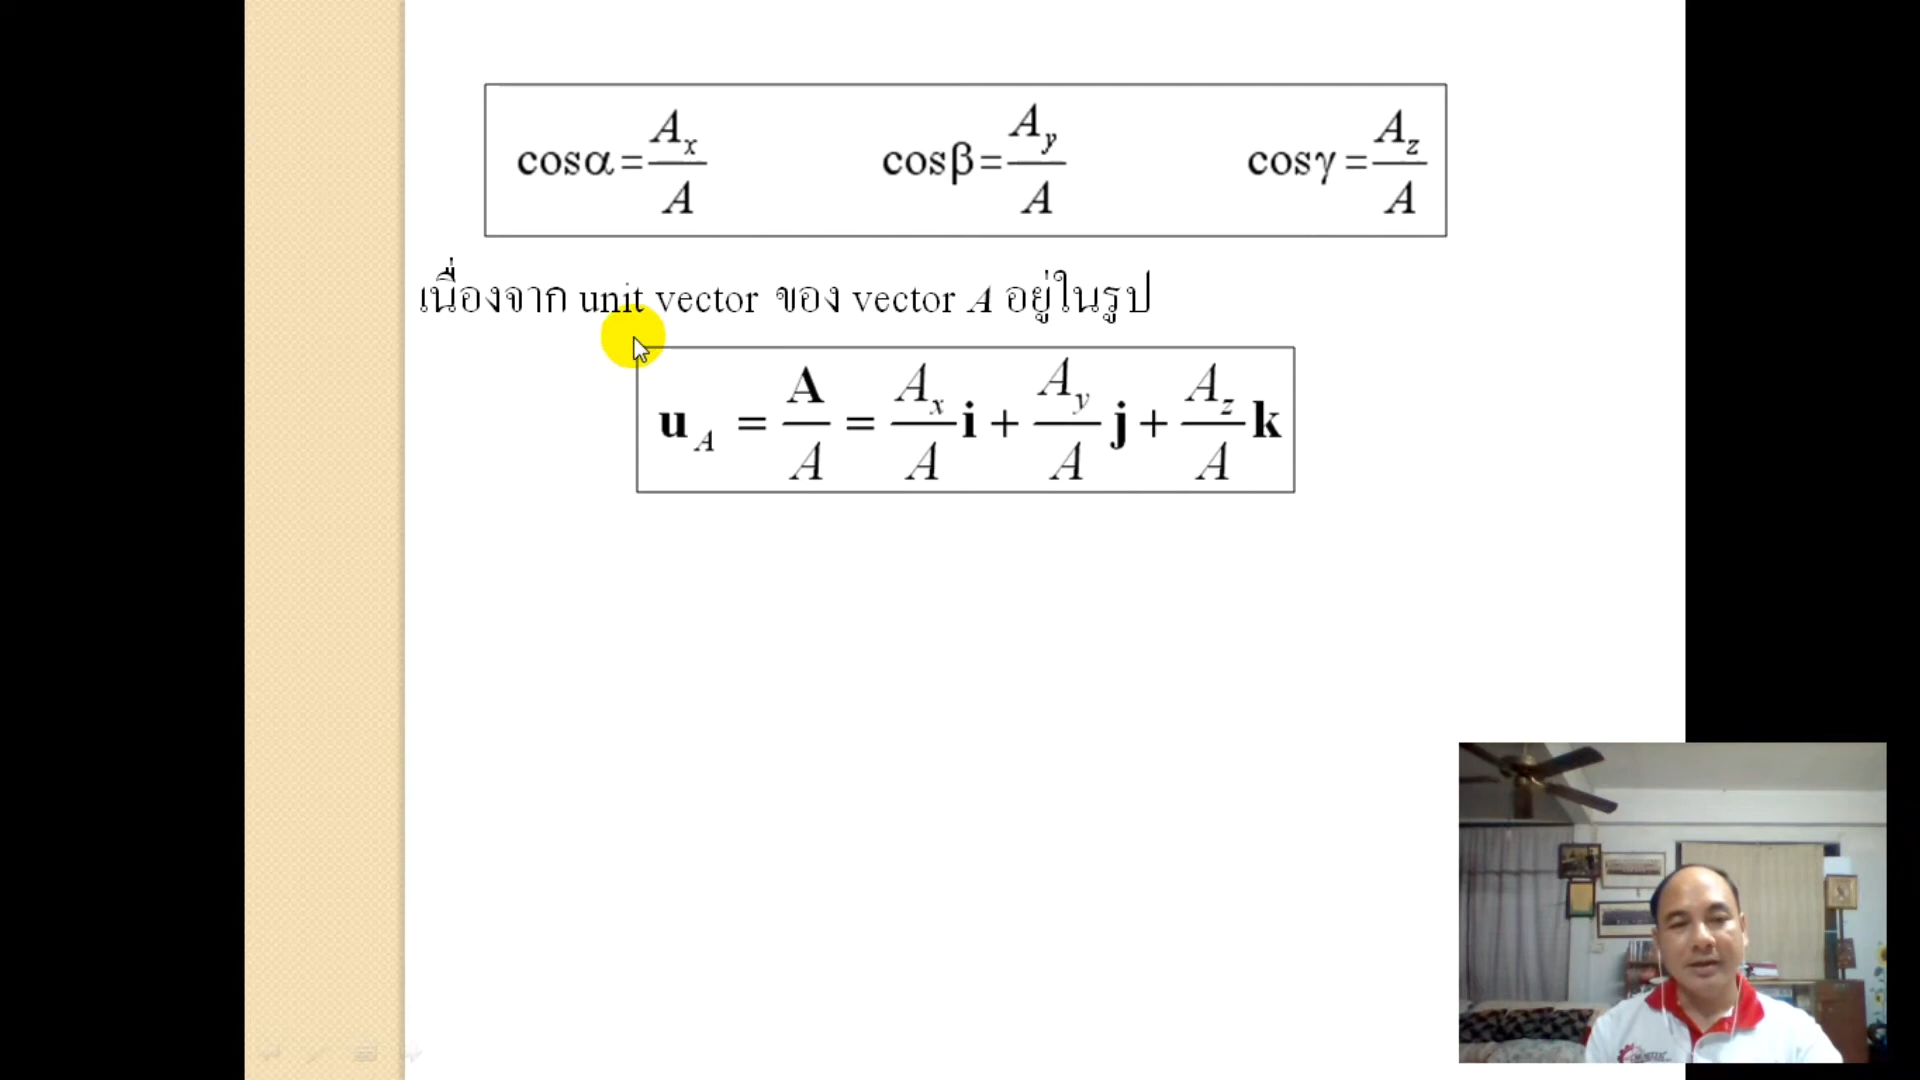 cosα = A_x / A    cosβ = A_y / A    cosγ = A_z / A
เนื่องจาก unit vector ของ vector A อยู่ในรูป
u_A = A / A = A_x / A i + A_y / A j + A_z / A k